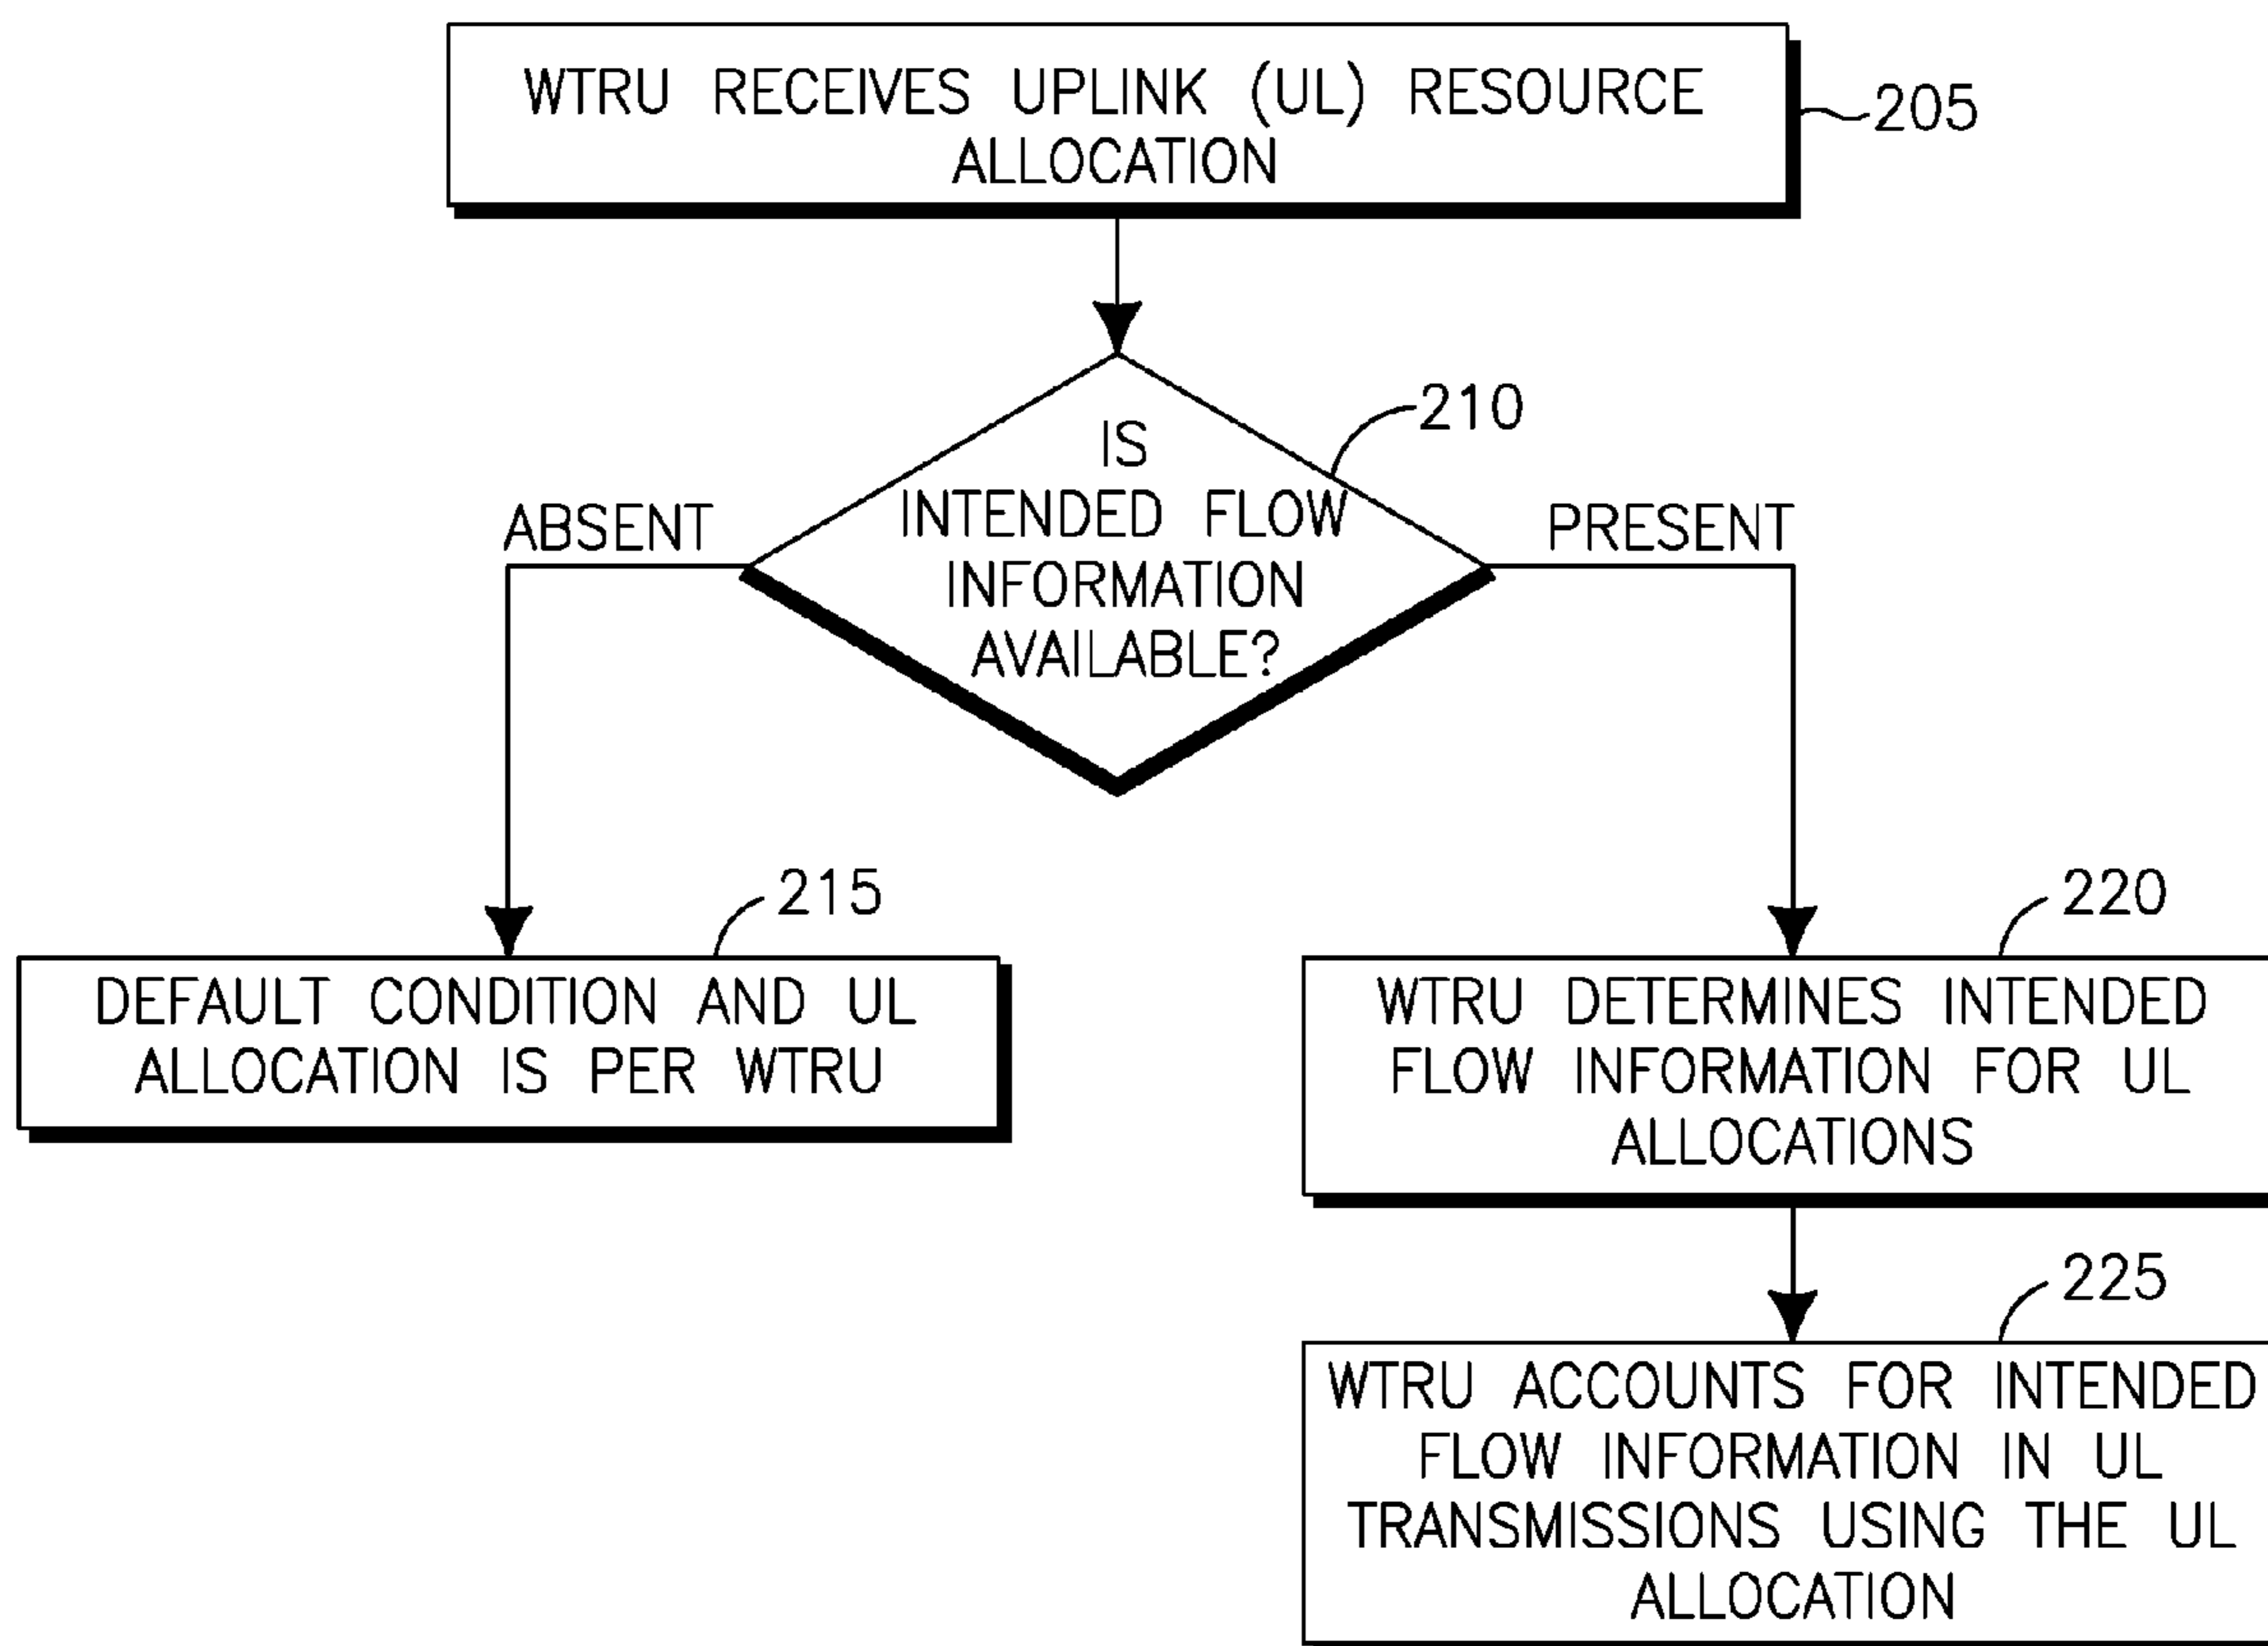 WTRU RECEIVES UPLINK (UL) RESOURCE
ALLOCATION
205
210
IS
INTENDED FLOW
INFORMATION
AVAILABLE?
ABSENT
PRESENT
215
DEFAULT CONDITION AND UL
ALLOCATION IS PER WTRU
220
WTRU DETERMINES INTENDED
FLOW INFORMATION FOR UL
ALLOCATIONS
225
WTRU ACCOUNTS FOR INTENDED
FLOW INFORMATION IN UL
TRANSMISSIONS USING THE UL
ALLOCATION